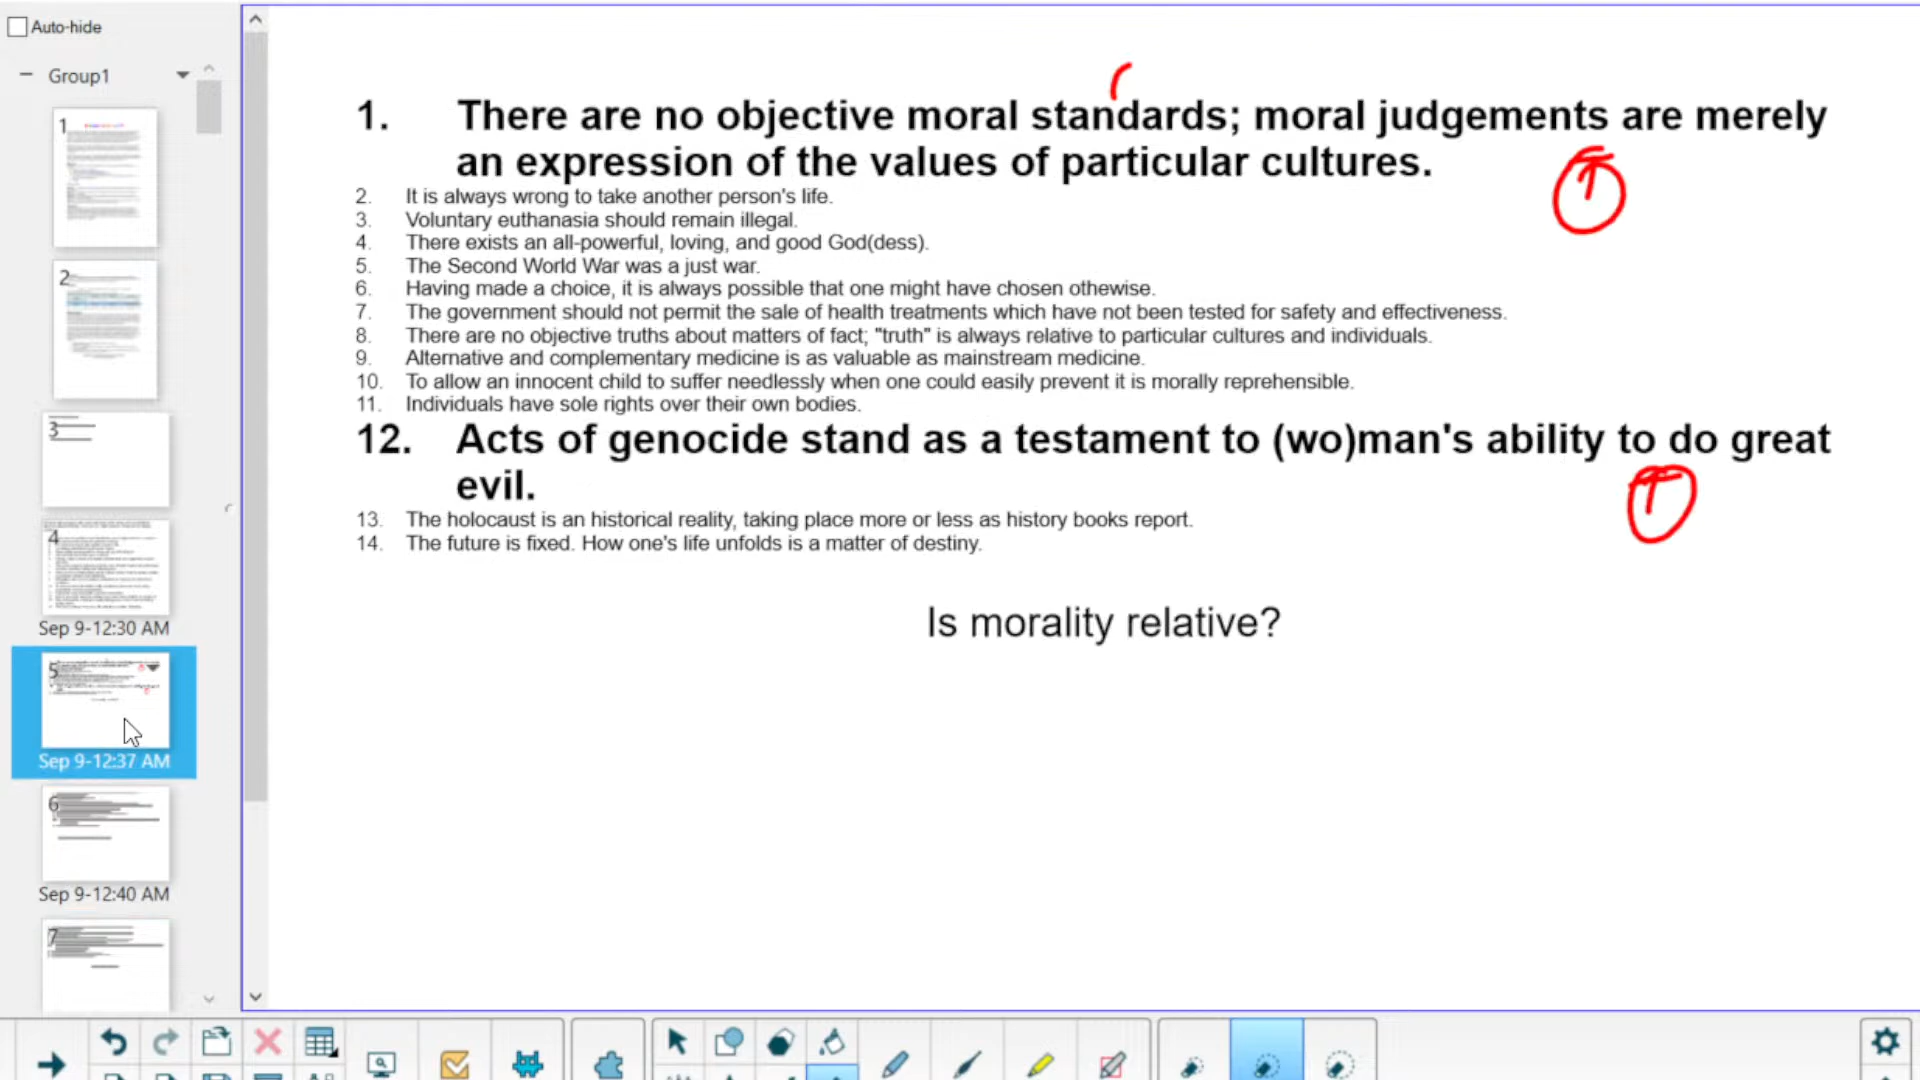 Auto-hide
Group1
1
2
3
4
Sep 9-12:30 AM
5
Sep 9-12:37 AM
6
Sep 9-12:40 AM
7
1. There are no objective moral standards; moral judgements are merely
an expression of the values of particular cultures.
T
2. It is always wrong to take another person's life.
3. Voluntary euthanasia should remain illegal.
4. There exists an all-powerful, loving, and good God(dess).
5. The Second World War was a just war.
6. Having made a choice, it is always possible that one might have chosen othewise.
7. The government should not permit the sale of health treatments which have not been tested for safety and effectiveness.
8. There are no objective truths about matters of fact; "truth" is always relative to particular cultures and individuals.
9. Alternative and complementary medicine is as valuable as mainstream medicine.
10. To allow an innocent child to suffer needlessly when one could easily prevent it is morally reprehensible.
11. Individuals have sole rights over their own bodies.
12. Acts of genocide stand as a testament to (wo)man's ability to do great
evil.
T
13. The holocaust is an historical reality, taking place more or less as history books report.
14. The future is fixed. How one's life unfolds is a matter of destiny.
Is morality relative?